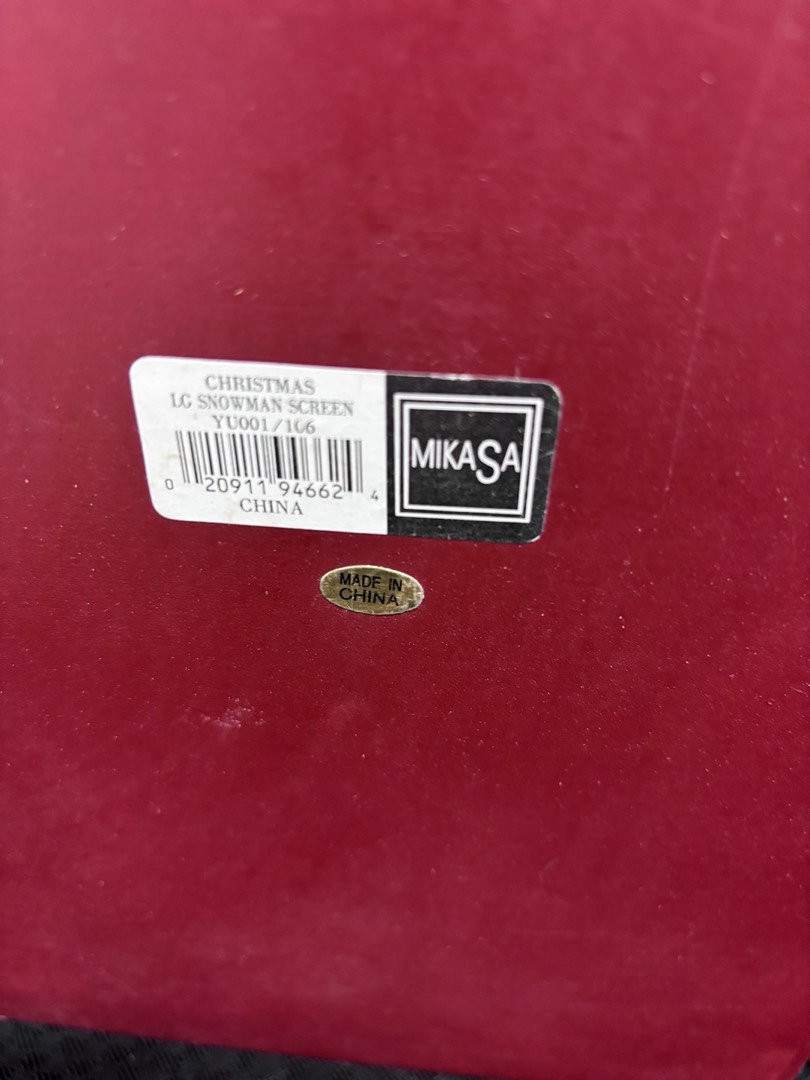 CHRISTMAS
LG SNOWMAN SCREEN
YU001/106
0 20911 94662 4
CHINA
MIKASA
MADE IN
CHINA